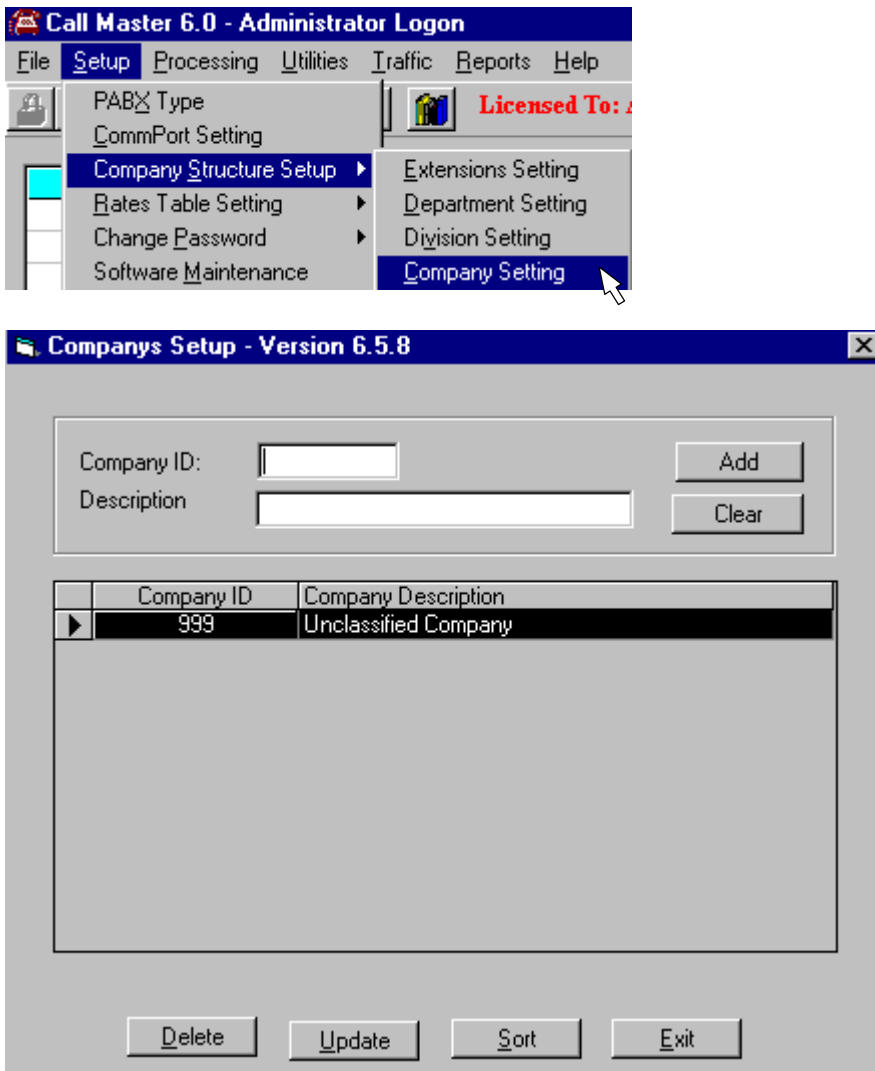 Call Master 6.0 - Administrator Logon
File Setup Processing Utilities Traffic Reports Help
Licensed To:
PABX Type
CommPort Setting
Company Structure Setup
Rates Table Setting
Change Password
Software Maintenance
Extensions Setting
Department Setting
Division Setting
Company Setting
Companys Setup - Version 6.5.8
Company ID:
Add
Description
Clear
Company ID Company Description
999 Unclassified Company
Delete Update Sort Exit